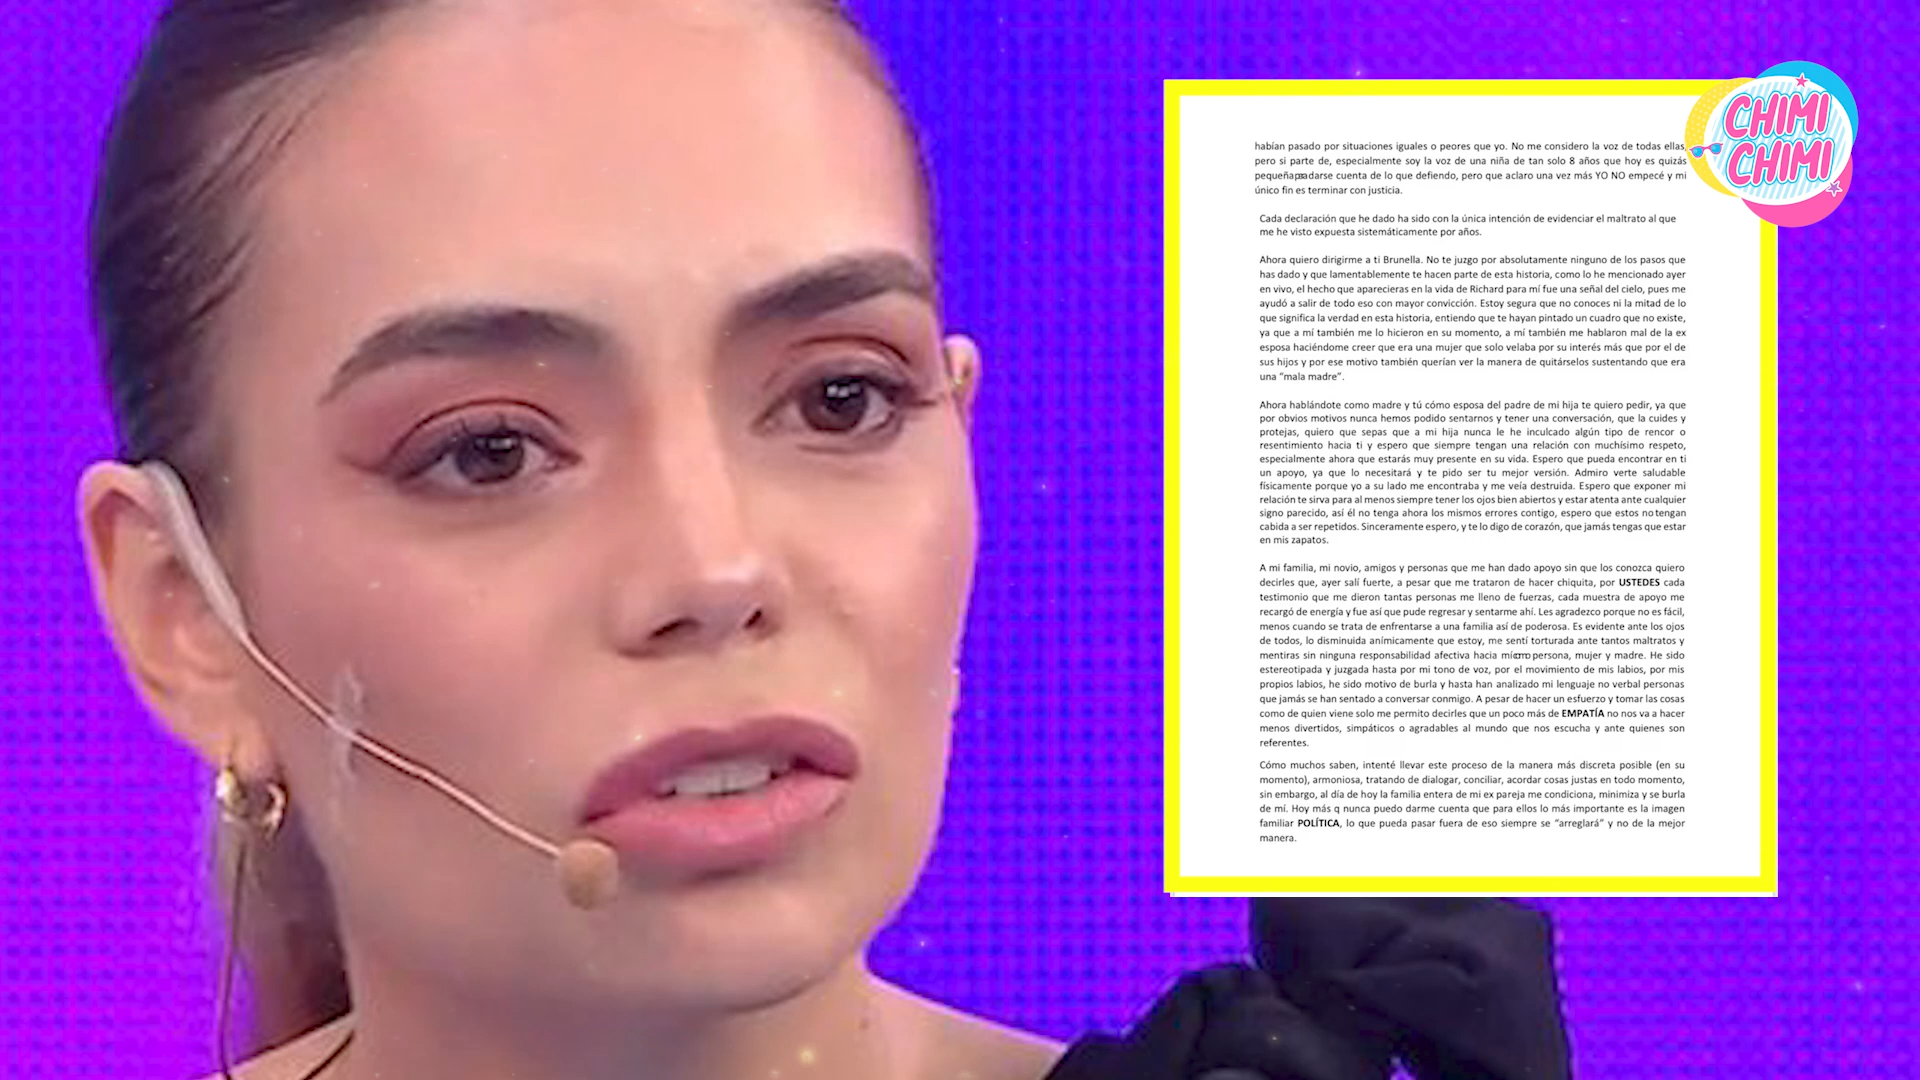 CHIMI
CHIMI
habían pasado por situaciones iguales o peores que yo. No me considero la voz de todas ellas,
pero si parte de, especialmente soy la voz de una niña de tan solo 8 años que hoy es quizás
darse cuenta de lo que defiendo, pero que aclaro una vez más YO NO empecé y mi
único fin es terminar con justicia.
Cada declaración que he dado ha sido con la única intención de evidenciar el maltrato al que
me he visto expuesta sistemáticamente por años.
Ahora quiero dirigirme a ti Brunella. No te juzgo por absolutamente ninguno de los pasos que
has dado y que lamentablemente te hacen parte de esta historia, como lo he mencionado ayer
en vivo, el hecho que aparecieras en la vida de Richard para mí fue una señal del cielo, pues me
ayudó a salir de todo eso con mayor convicción. Estoy segura que no conoces ni la mitad de lo
que significa la verdad en esta historia, entiendo que te hayan pintado un cuadro que no existe,
ya que a mí también me lo hicieron en su momento, a mí también me hablaron mal de la ex
esposa haciéndome creer que era una mujer que solo velaba por su interés más que por el de
sus hijos y por ese motivo también querían ver la manera de quitárselos sustentando que era
una “mala madre”.
Ahora hablándote como madre y tú cómo esposa del padre de mi hija te quiero pedir, ya que
por obvios motivos nunca hemos podido sentarnos y tener una conversación, que la cuides y
protejas, quiero que sepas que a mi hija nunca le he inculcado algún tipo de rencor o
resentimiento hacia ti y espero que siempre tengan una relación con muchísimo respeto,
especialmente ahora que estarás muy presente en su vida. Espero que pueda encontrar en ti
un apoyo, ya que lo necesitará y te pido ser tu mejor versión. Admiro verte saludable
físicamente porque yo a su lado me encontraba y me veía destruida. Espero que exponer mi
relación te sirva para al menos siempre tener los ojos bien abiertos y estar atenta ante cualquier
signo parecido, así él no tenga ahora los mismos errores contigo, espero que estos no tengan
cabida a ser repetidos. Sinceramente espero, y te lo digo de corazón, que jamás tengas que estar
en mis zapatos.
A mi familia, mi novio, amigos y personas que me han dado apoyo sin que los conozca quiero
decirles que, ayer salí fuerte, a pesar que me trataron de hacer chiquita, por USTEDES cada
testimonio que me dieron tantas personas me lleno de fuerzas, cada muestra de apoyo me
recargó de energía y fue así que pude regresar y sentarme ahí. Les agradezco porque no es fácil,
menos cuando se trata de enfrentarse a una familia así de poderosa. Es evidente ante los ojos
de todos, lo disminuida anímicamente que estoy, me sentí torturada ante tantos maltratos y
mentiras sin ninguna responsabilidad afectiva hacia persona, mujer y madre. He sido
estereotipada y juzgada hasta por mi tono de voz, por el movimiento de mis labios, por mis
propios labios, he sido motivo de burla y hasta han analizado mi lenguaje no verbal personas
que jamás se han sentado a conversar conmigo. A pesar de hacer un esfuerzo y tomar las cosas
como de quien viene solo me permito decirles que un poco más de EMPATÍA no nos va a hacer
menos divertidos, simpáticos o agradables al mundo que nos escucha y ante quienes son
referentes.
Cómo muchos saben, intenté llevar este proceso de la manera más discreta posible (en su
momento), armoniosa, tratando de dialogar, conciliar, acordar cosas justas en todo momento,
sin embargo, al día de hoy la familia entera de mi ex pareja me condiciona, minimiza y se burla
de mí. Hoy más q nunca puedo darme cuenta que para ellos lo más importante es la imagen
familiar POLÍTICA, lo que pueda pasar fuera de eso siempre se “arreglará” y no de la mejor
manera.